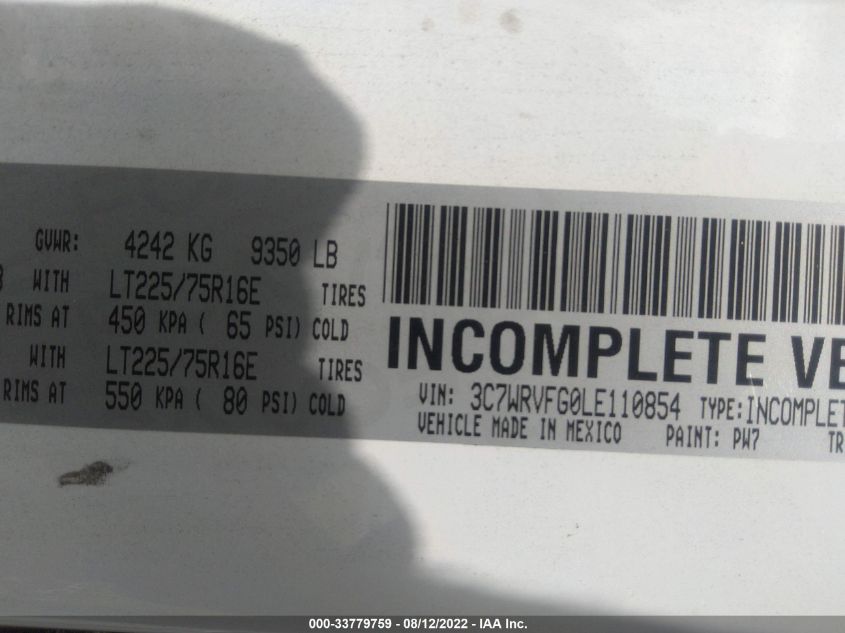 GVWR: 4242 KG 9350 LB
WITH LT225/75R16E TIRES
RIMS AT 450 KPA ( 65 PSI) COLD
WITH LT225/75R16E TIRES
RIMS AT 550 KPA ( 80 PSI) COLD
INCOMPLETE VE
VIN: 3C7WRVFG0LE110854 TYPE:INCOMPLET
VEHICLE MADE IN MEXICO PAINT: PW7 TR
000-33779759 - 08/12/2022 - IAA Inc.